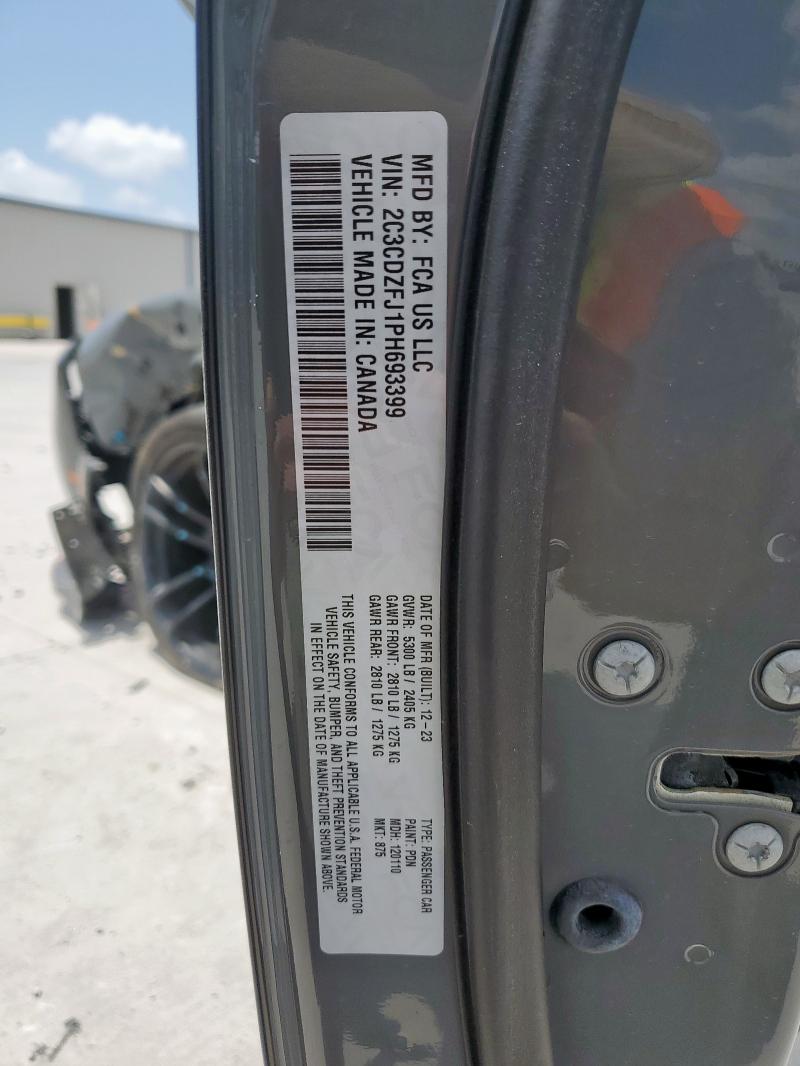 MFD BY: FCA US LLC
VIN: 2C3CDZFJ1PH693399
VEHICLE MADE IN: CANADA
DATE OF MFR (BUILT): 12-23
GVWR: 5300 LB / 2405 KG
GAWR FRONT: 2810 LB / 1275 KG
GAWR REAR: 2810 LB / 1275 KG
THIS VEHICLE CONFORMS TO ALL APPLICABLE U.S.A. FEDERAL MOTOR
VEHICLE SAFETY, BUMPER, AND THEFT PREVENTION STANDARDS
IN EFFECT ON THE DATE OF MANUFACTURE SHOWN ABOVE.
TYPE: PASSENGER CAR
PAINT: PDN
MDH: 120110
MKT: 875